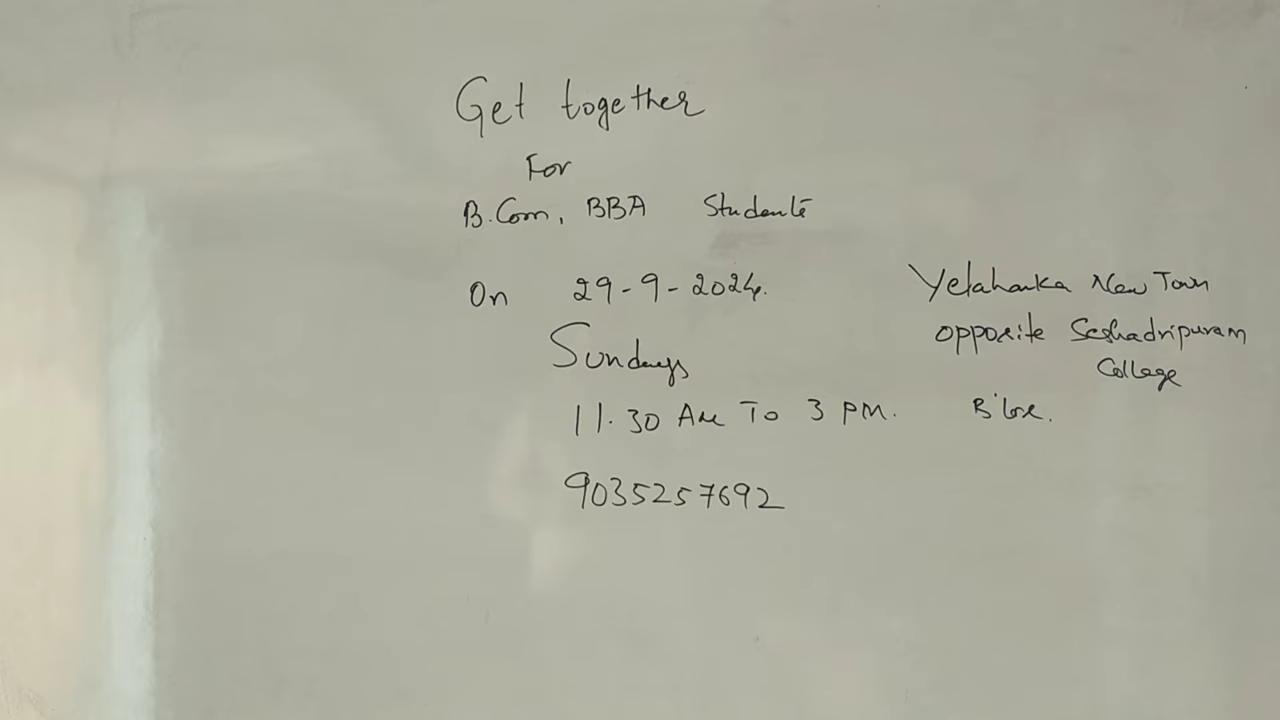 Get together
For
B.Com, BBA Students
On 29-9-2024.
Sundays
11.30 AM To 3 PM.
9035257692
Yelahanka New Town
opposite Seshadripuram
College
B'lore.